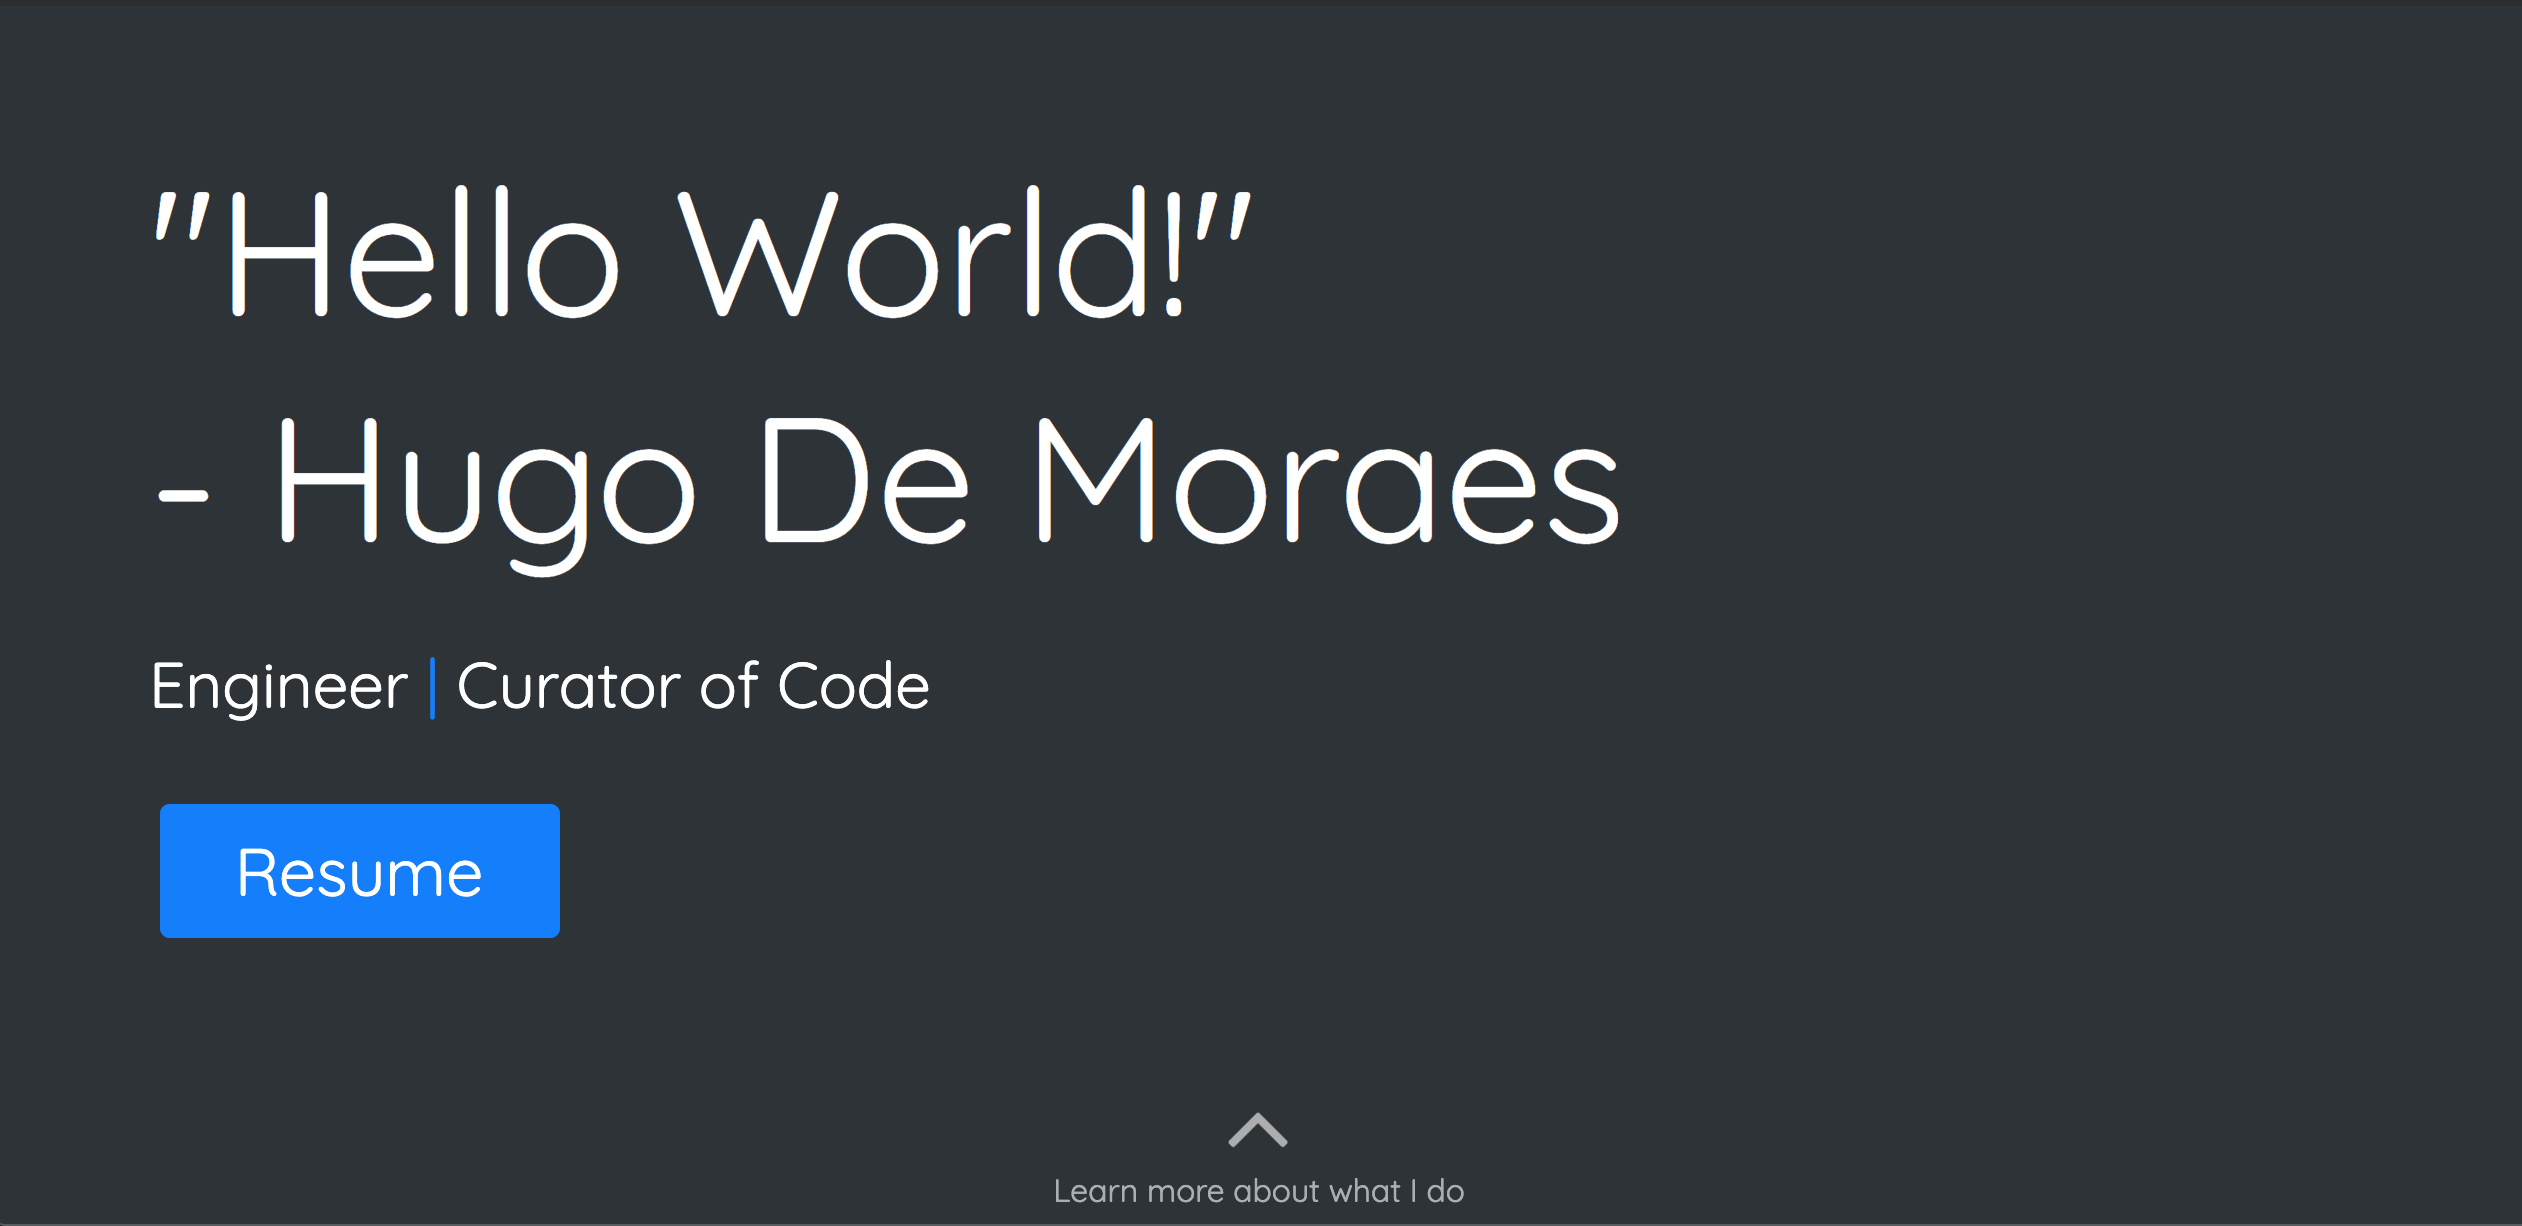 "Hello World!"
- Hugo De Moraes
Engineer | Curator of Code
Resume
Learn more about what I do